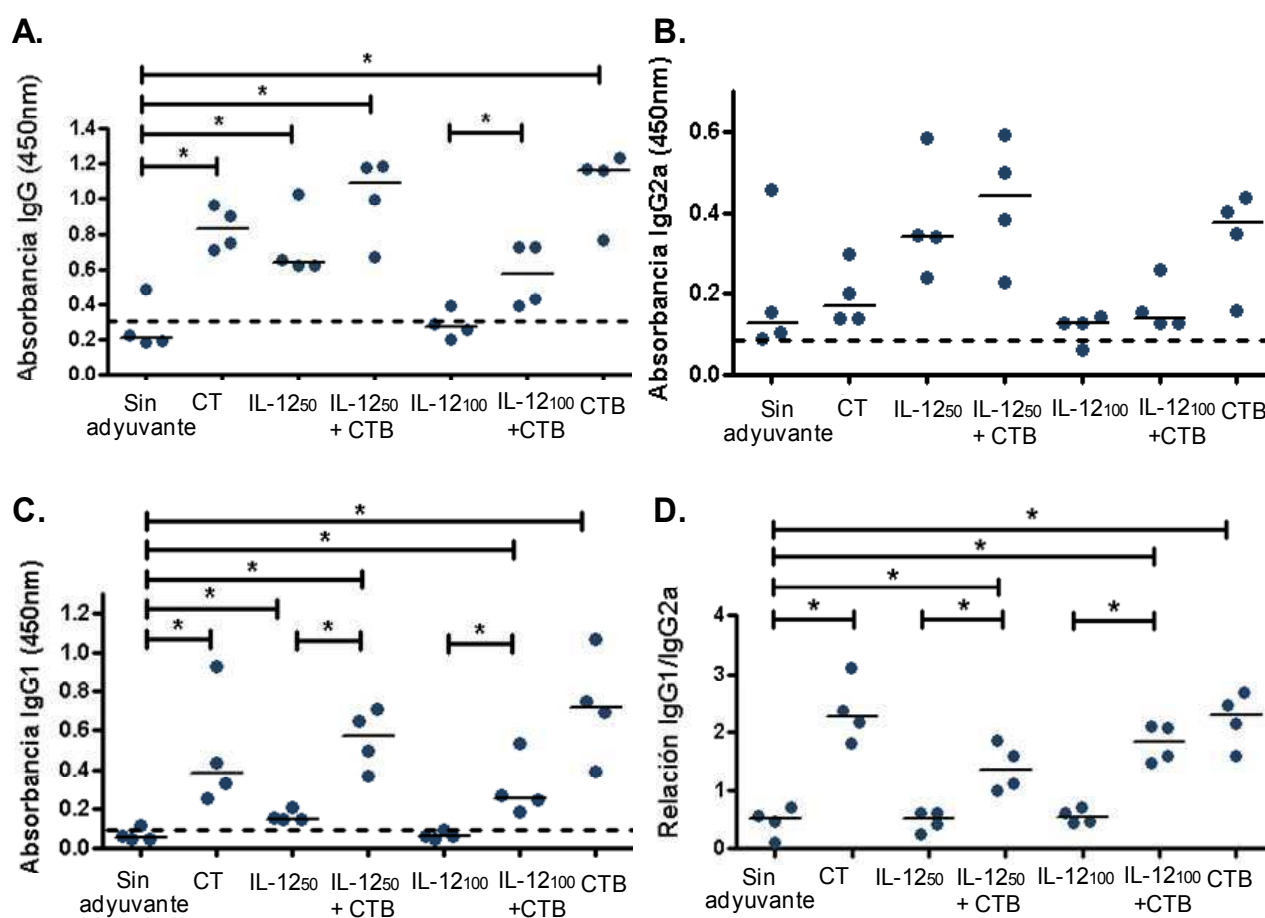 A.
*
*
*
*
*
Absorbancia IgG (450nm)
1.4
1.2
1.0
0.8
0.6
0.4
0.2
0.0
Sin adyuvante
CT
IL-1250
IL-1250 + CTB
IL-12100
IL-12100 +CTB
CTB
B.
Absorbancia IgG2a (450nm)
0.6
0.4
0.2
0.0
Sin adyuvante
CT
IL-1250
IL-1250 + CTB
IL-12100
IL-12100 +CTB
CTB
C.
*
*
*
*
*
*
*
Absorbancia IgG1 (450nm)
1.2
1.0
0.8
0.6
0.4
0.2
0.0
Sin adyuvante
CT
IL-1250
IL-1250 + CTB
IL-12100
IL-12100 +CTB
CTB
D.
*
*
*
*
*
*
Relación IgG1/IgG2a
4
3
2
1
0
Sin adyuvante
CT
IL-1250
IL-1250 + CTB
IL-12100
IL-12100 +CTB
CTB